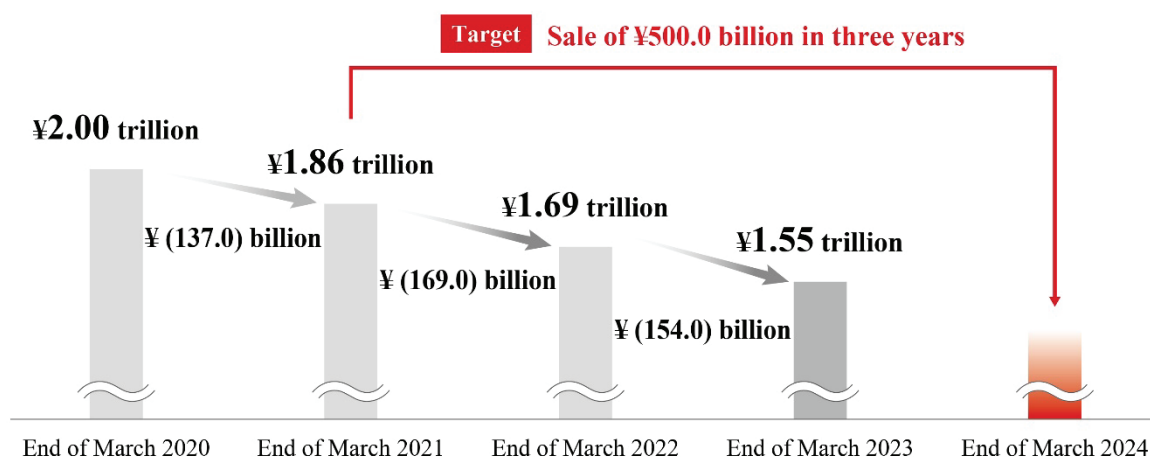 Target Sale of ¥500.0 billion in three years
¥2.00 trillion
¥1.86 trillion
¥1.69 trillion
¥1.55 trillion
¥ (137.0) billion
¥ (169.0) billion
¥ (154.0) billion
End of March 2020
End of March 2021
End of March 2022
End of March 2023
End of March 2024